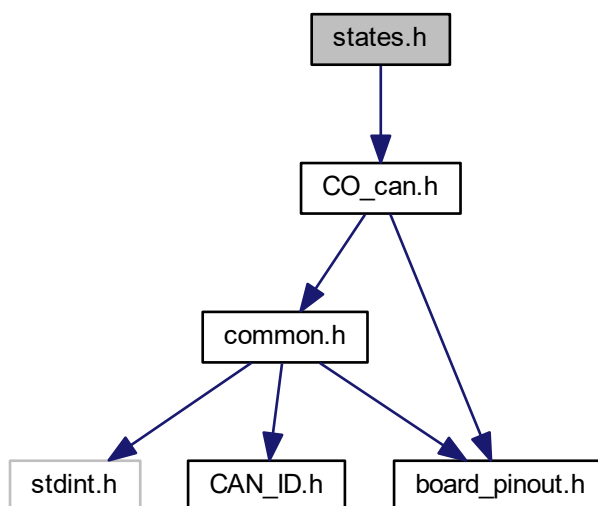 states.h
CO_can.h
common.h
stdint.h
CAN_ID.h
board_pinout.h